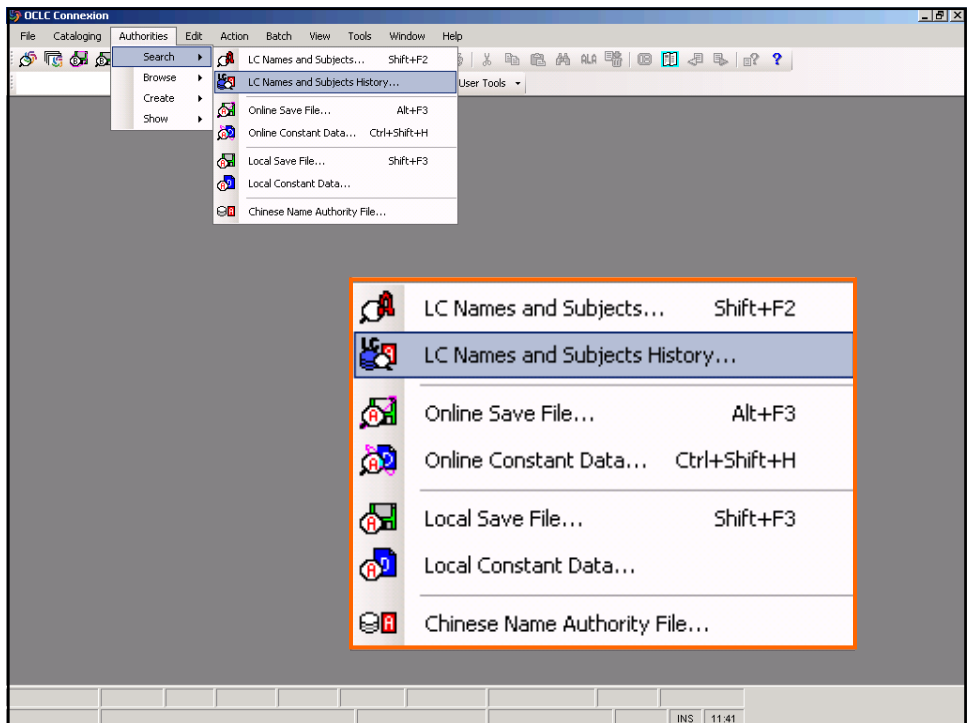 OCLC Connexion
File Cataloging Authorities Edit Action Batch View Tools Window Help
Search
Browse
Create
Show
LC Names and Subjects... Shift+F2
LC Names and Subjects History...
Online Save File... Alt+F3
Online Constant Data... Ctrl+Shift+H
Local Save File... Shift+F3
Local Constant Data...
Chinese Name Authority File...
ALA
User Tools
LC Names and Subjects... Shift+F2
LC Names and Subjects History...
Online Save File... Alt+F3
Online Constant Data... Ctrl+Shift+H
Local Save File... Shift+F3
Local Constant Data...
Chinese Name Authority File...
INS 11:41